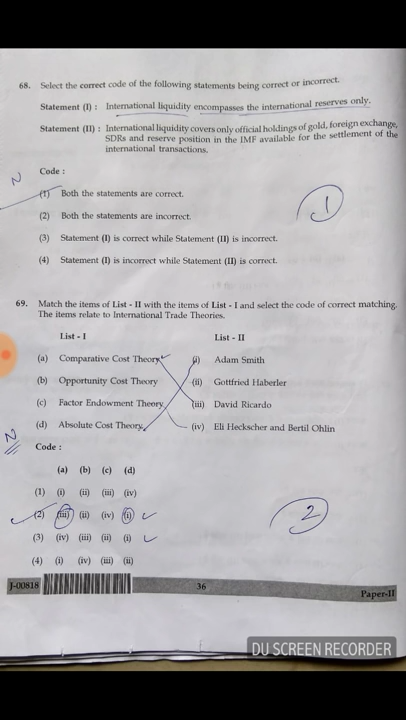 68. Select the correct code of the following statements being correct or incorrect.
Statement (I) : International liquidity encompasses the international reserves only.
Statement (II) : International liquidity covers only official holdings of gold, foreign exchange,
SDRs and reserve position in the IMF available for the settlement of the
international transactions.
Code :
N
(1) Both the statements are correct.
(2) Both the statements are incorrect.
1
(3) Statement (I) is correct while Statement (II) is incorrect.
(4) Statement (I) is incorrect while Statement (II) is correct.
69. Match the items of List - II with the items of List - I and select the code of correct matching.
The items relate to International Trade Theories.
List - I List - II
(a) Comparative Cost Theory (i) Adam Smith
(b) Opportunity Cost Theory (ii) Gottfried Haberler
(c) Factor Endowment Theory (iii) David Ricardo
(d) Absolute Cost Theory (iv) Eli Heckscher and Bertil Ohlin
N
Code :
(a) (b) (c) (d)
(1) (i) (ii) (iii) (iv)
(2) (iii) (ii) (iv) (i)
2
(3) (iv) (iii) (ii) (i)
(4) (i) (iv) (iii) (ii)
J-00818 36 Paper-II
DU SCREEN RECORDER